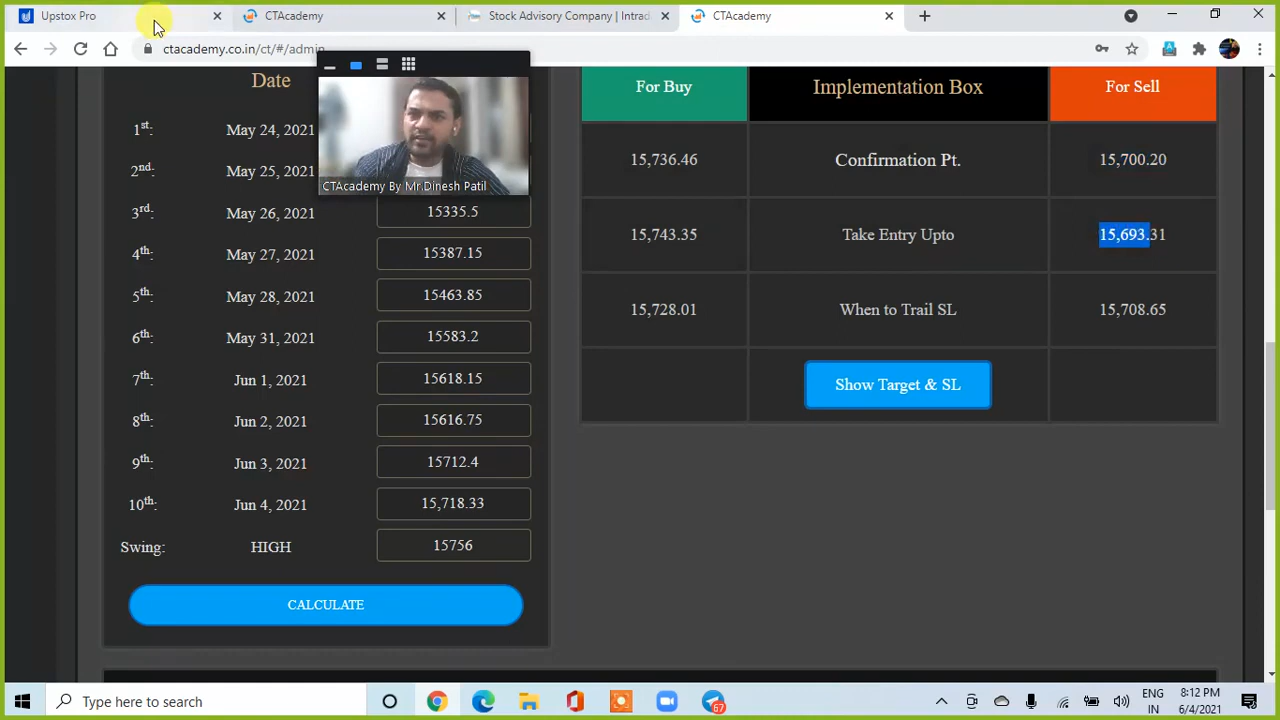 Upstox Pro
CTAcademy
Stock Advisory Company | Intrad
CTAcademy
ctacademy.co.in/ct/#/admin
CTAcademy By Mr.Dinesh Patil
Date
1st: May 24, 2021
2nd: May 25, 2021
3rd: May 26, 2021 15335.5
4th: May 27, 2021 15387.15
5th: May 28, 2021 15463.85
6th: May 31, 2021 15583.2
7th: Jun 1, 2021 15618.15
8th: Jun 2, 2021 15616.75
9th: Jun 3, 2021 15712.4
10th: Jun 4, 2021 15,718.33
Swing: HIGH 15756
CALCULATE
For Buy Implementation Box For Sell
15,736.46 Confirmation Pt. 15,700.20
15,743.35 Take Entry Upto 15,693.31
15,728.01 When to Trail SL 15,708.65
Show Target & SL
Type here to search
67
ENG
IN
8:12 PM
6/4/2021